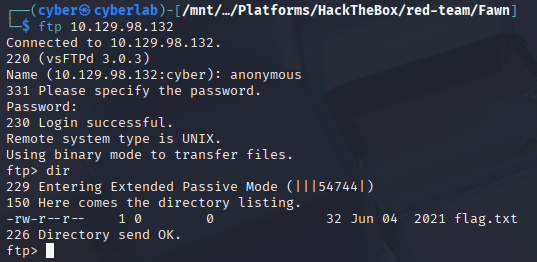 ┌──(cyber㉿cyberlab)-[/mnt/…/Platforms/HackTheBox/red-team/Fawn]
└─$ ftp 10.129.98.132
Connected to 10.129.98.132.
220 (vsFTPd 3.0.3)
Name (10.129.98.132:cyber): anonymous
331 Please specify the password.
Password:
230 Login successful.
Remote system type is UNIX.
Using binary mode to transfer files.
ftp> dir
229 Entering Extended Passive Mode (|||54744|)
150 Here comes the directory listing.
-rw-r--r--    1 0        0              32 Jun 04  2021 flag.txt
226 Directory send OK.
ftp>